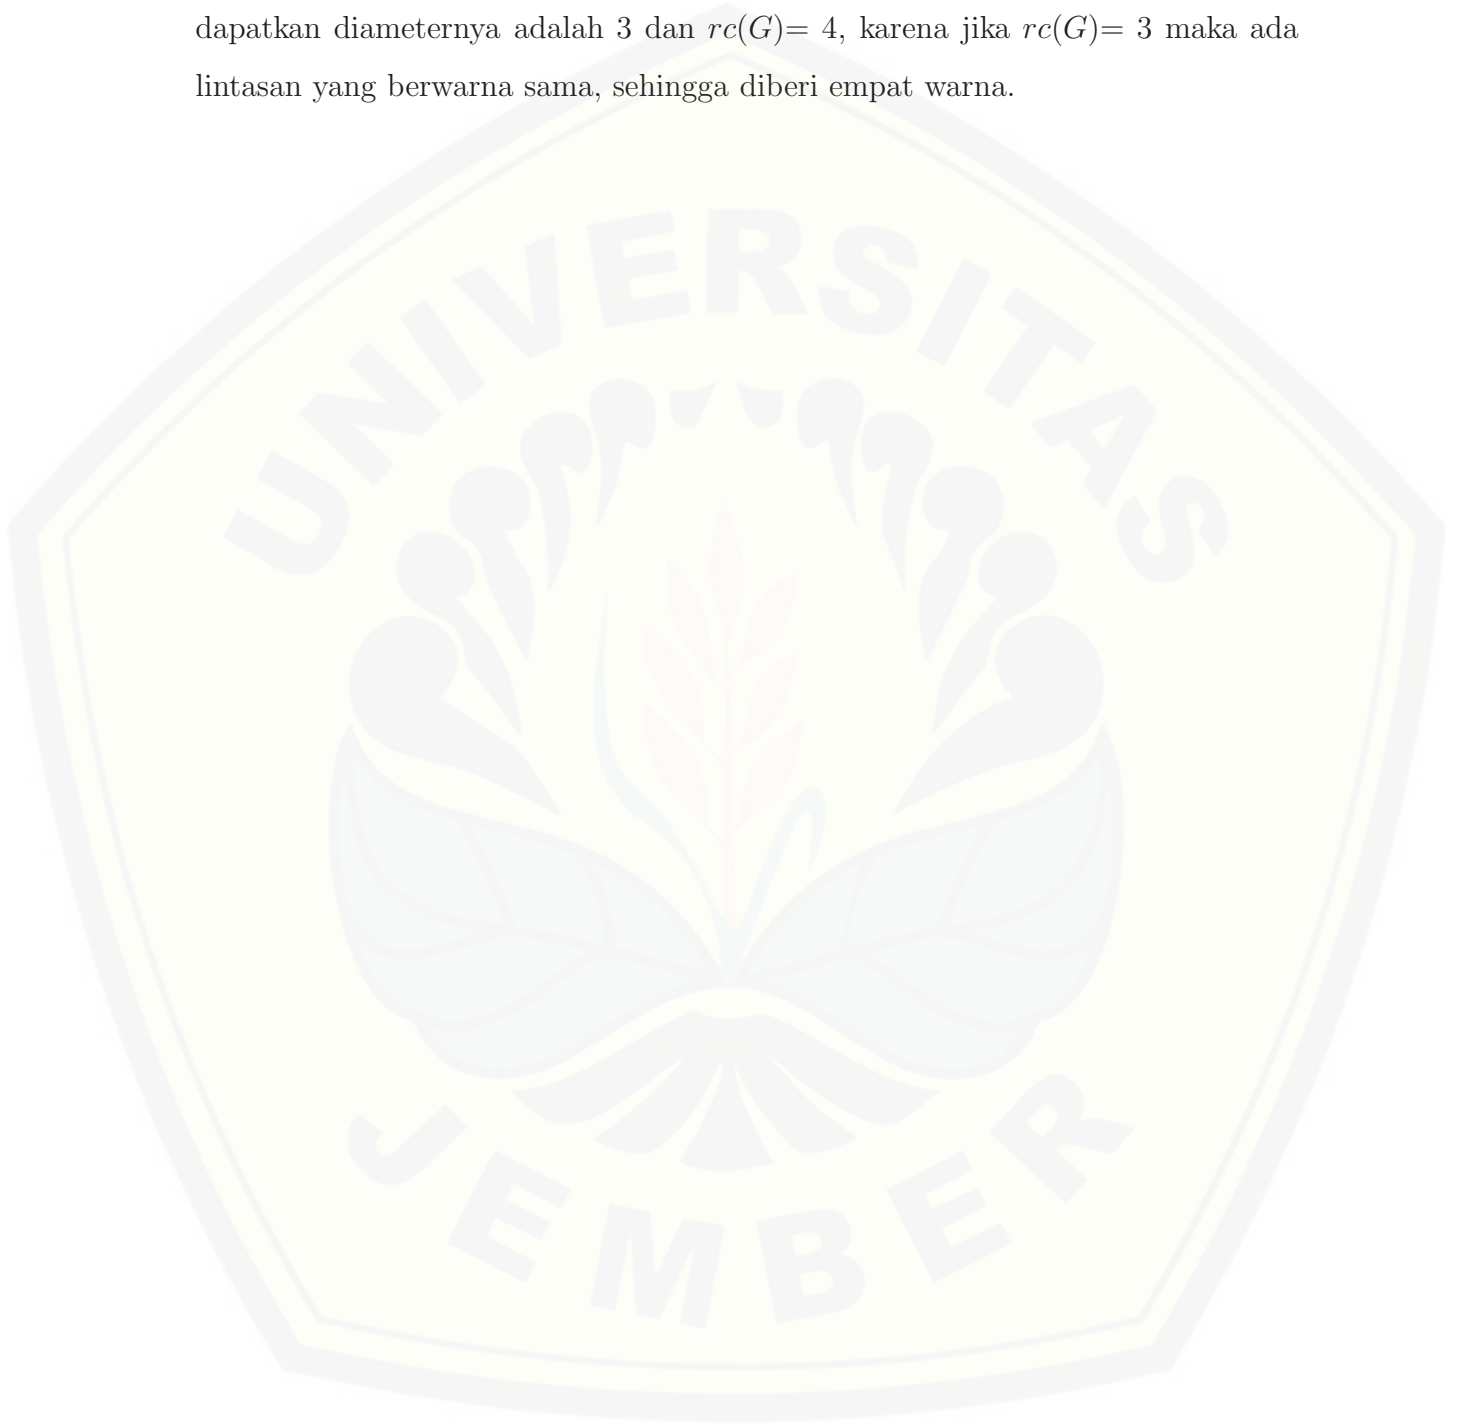 dapatkan diameternya adalah 3 dan rc(G)= 4, karena jika rc(G)= 3 maka ada
lintasan yang berwarna sama, sehingga diberi empat warna.
UNIVERSITAS
JEMBER